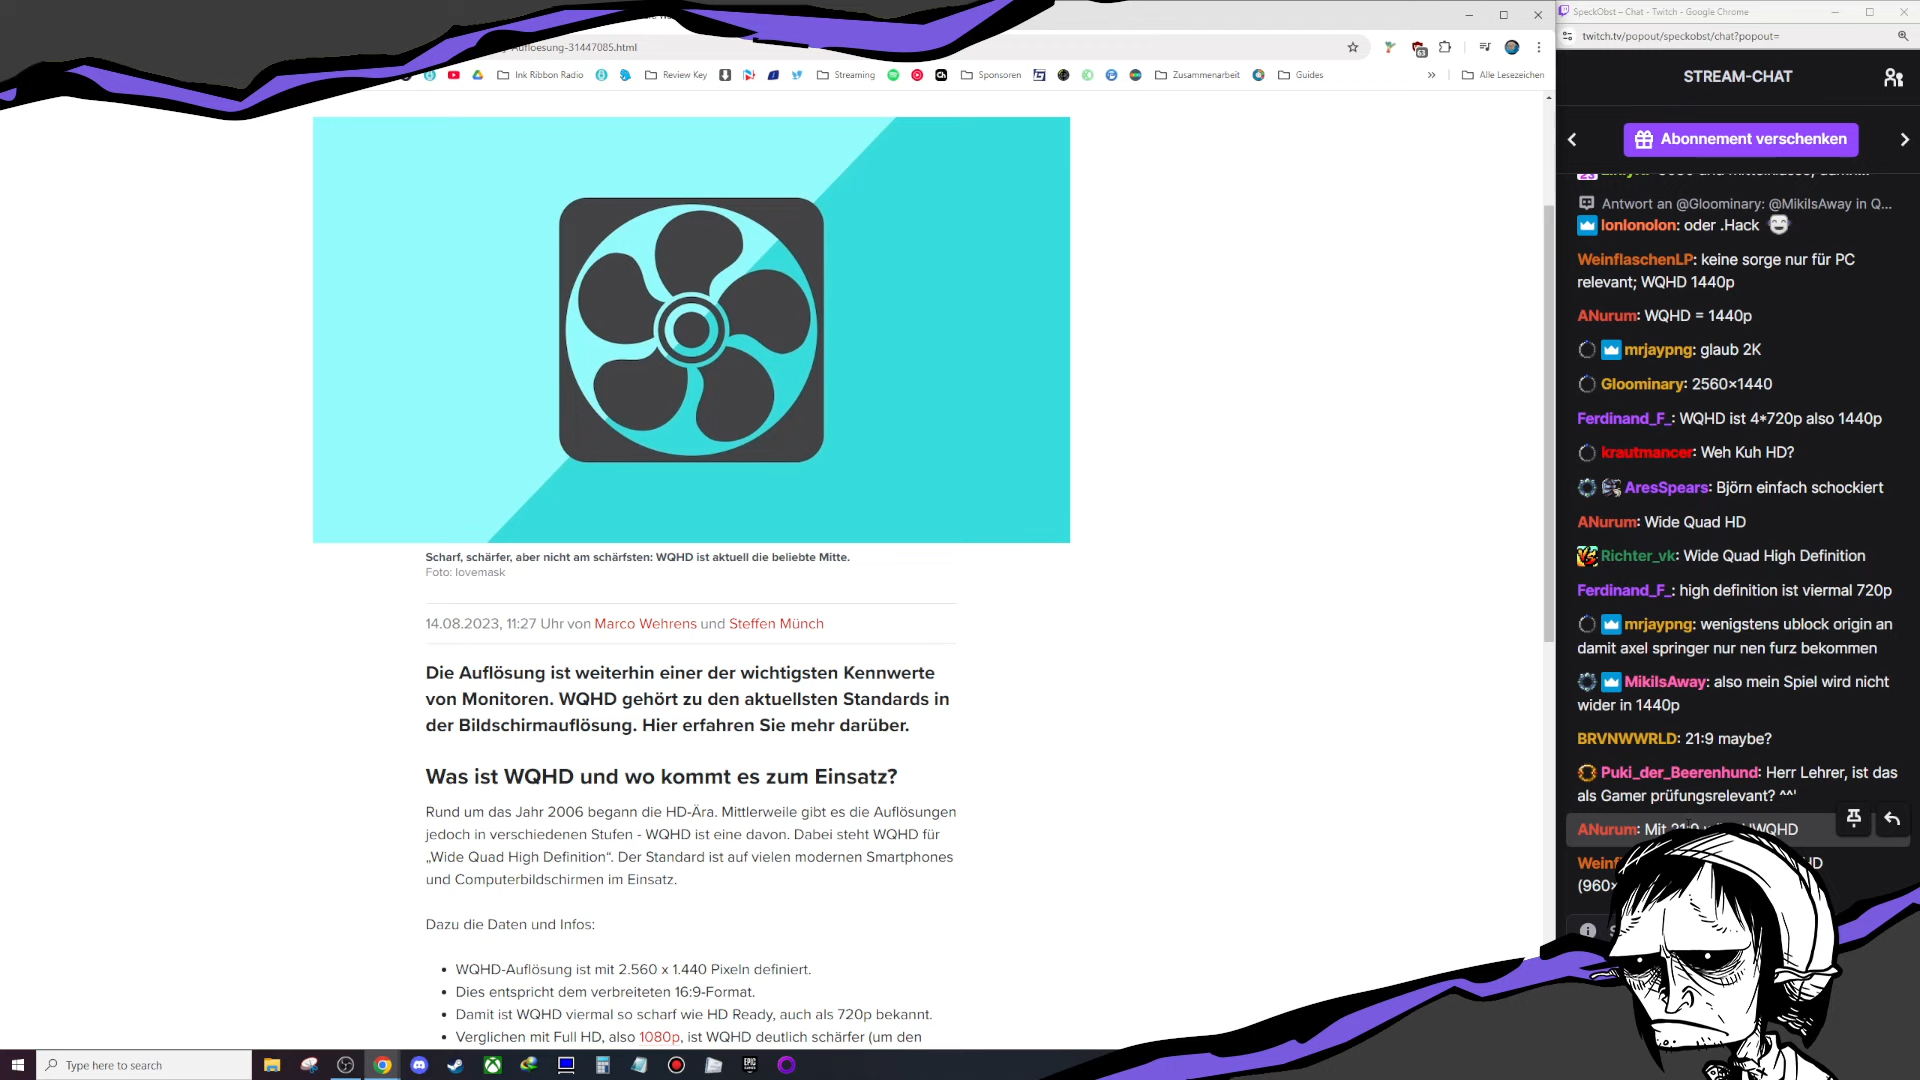 Aufloesung-31447085.html
Ink Ribbon Radio
Review Key
Streaming
Sponsoren
Zusammenarbeit
Guides
»
Alle Lesezeichen
Scharf, schärfer, aber nicht am schärfsten: WQHD ist aktuell die beliebte Mitte.
Foto: lovemask
14.08.2023, 11:27 Uhr von Marco Wehrens und Steffen Münch
Die Auflösung ist weiterhin einer der wichtigsten Kennwerte
von Monitoren. WQHD gehört zu den aktuellsten Standards in
der Bildschirmauflösung. Hier erfahren Sie mehr darüber.
Was ist WQHD und wo kommt es zum Einsatz?
Rund um das Jahr 2006 begann die HD-Ära. Mittlerweile gibt es die Auflösungen
jedoch in verschiedenen Stufen - WQHD ist eine davon. Dabei steht WQHD für
„Wide Quad High Definition“. Der Standard ist auf vielen modernen Smartphones
und Computerbildschirmen im Einsatz.
Dazu die Daten und Infos:
• WQHD-Auflösung ist mit 2.560 x 1.440 Pixeln definiert.
• Dies entspricht dem verbreiteten 16:9-Format.
• Damit ist WQHD viermal so scharf wie HD Ready, auch als 720p bekannt.
• Verglichen mit Full HD, also 1080p, ist WQHD deutlich schärfer (um den
Type here to search
SpeckObst – Chat - Twitch - Google Chrome
twitch.tv/popout/speckobst/chat?popout=
STREAM-CHAT
Abonnement verschenken
Antwort an @Gloominary: @MikilsAway in Q...
lonlonolon: oder .Hack
WeinflaschenLP: keine sorge nur für PC
relevant; WQHD 1440p
ANurum: WQHD = 1440p
mrjaypng: glaub 2K
Gloominary: 2560×1440
Ferdinand_F_: WQHD ist 4*720p also 1440p
krautmancer: Weh Kuh HD?
AresSpears: Björn einfach schockiert
ANurum: Wide Quad HD
Richter_vk: Wide Quad High Definition
Ferdinand_F_: high definition ist viermal 720p
mrjaypng: wenigstens ublock origin an
damit axel springer nur nen furz bekommen
MikilsAway: also mein Spiel wird nicht
wider in 1440p
BRVNWWRLD: 21:9 maybe?
Puki_der_Beerenhund: Herr Lehrer, ist das
als Gamer prüfungsrelevant? ^^'
ANurum: Mit 21:9